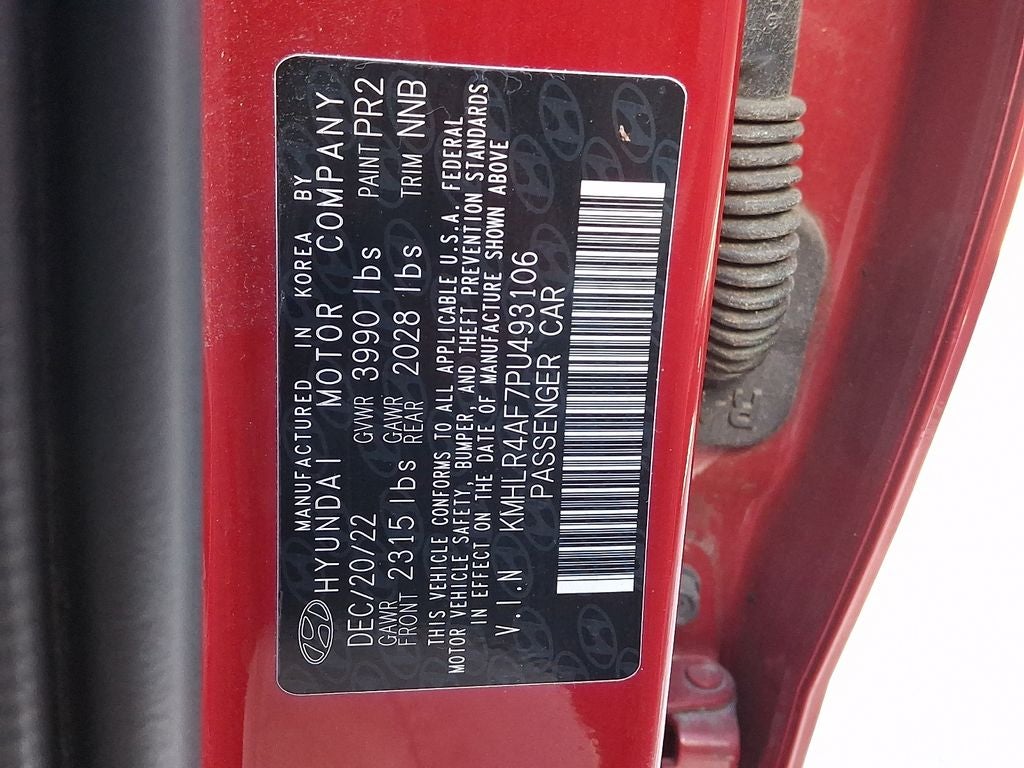 MANUFACTURED IN KOREA BY
HYUNDAI MOTOR COMPANY
DEC/20/22 GVWR 3990 lbs PAINT PR2
GAWR FRONT 2315 lbs GAWR REAR 2028 lbs TRIM NNB
THIS VEHICLE CONFORMS TO ALL APPLICABLE U.S.A. FEDERAL
MOTOR VEHICLE SAFETY, BUMPER, AND THEFT PREVENTION STANDARDS
IN EFFECT ON THE DATE OF MANUFACTURE SHOWN ABOVE
V.I.N KMHLR4AF7PU493106
PASSENGER CAR